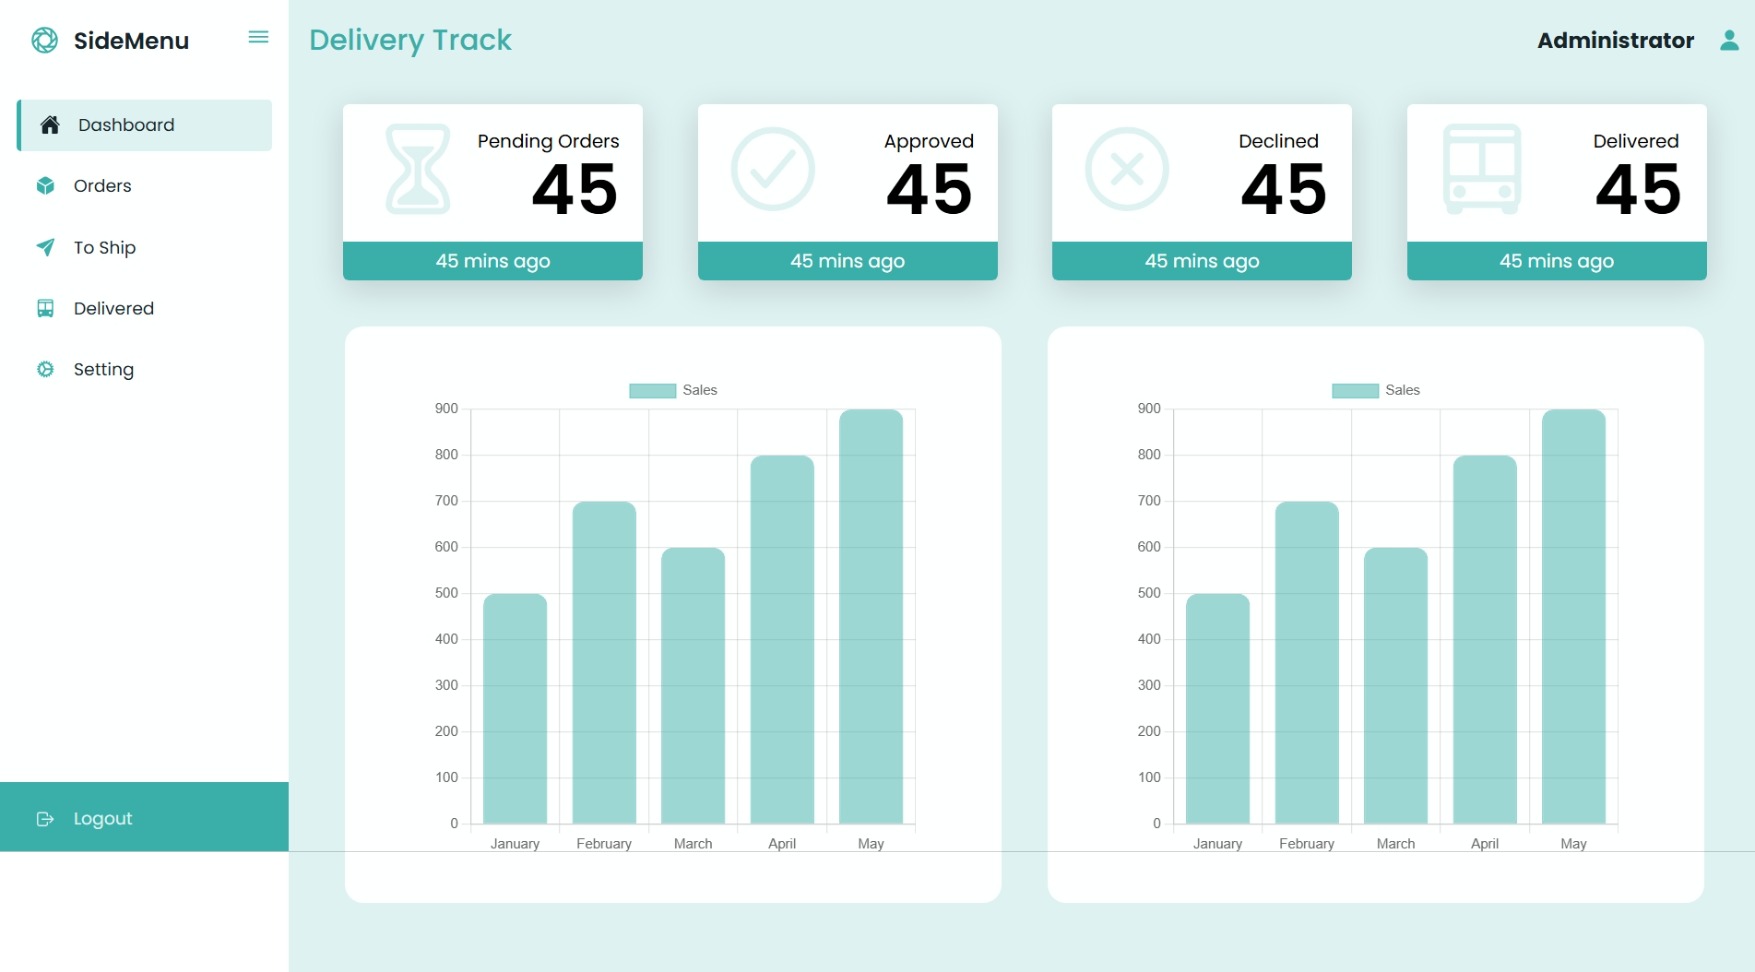 SideMenu
Dashboard
Orders
To Ship
Delivered
Setting
Logout
Delivery Track
Administrator
Pending Orders
45
45 mins ago
Approved
45
45 mins ago
Declined
45
45 mins ago
Delivered
45
45 mins ago
Sales
900
800
700
600
500
400
300
200
100
0
January February March April May
Sales
900
800
700
600
500
400
300
200
100
0
January February March April May